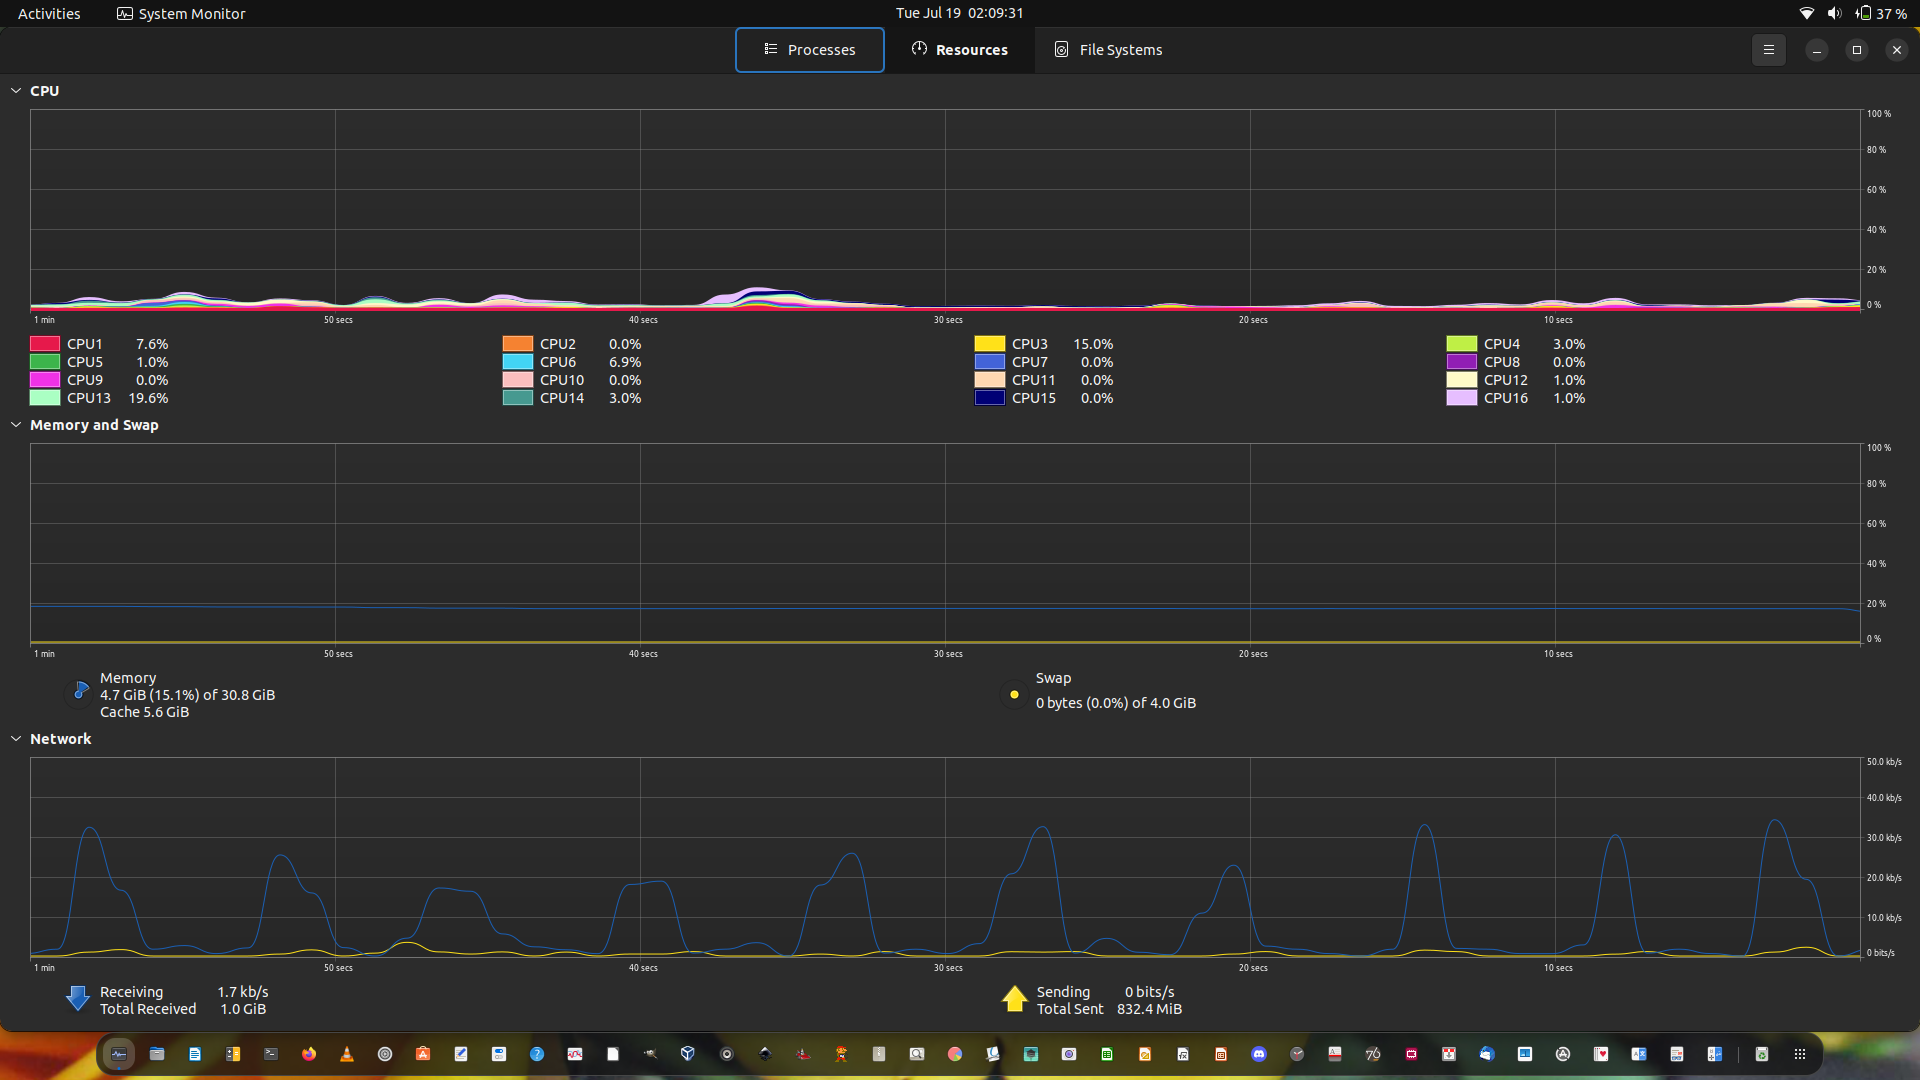 Activities System Monitor Tue Jul 19 02:09:31 37 %
Processes Resources File Systems
CPU
100 %
80 %
60 %
40 %
20 %
0 %
1 min 50 secs 40 secs 30 secs 20 secs 10 secs
CPU1 7.6% CPU2 0.0% CPU3 15.0% CPU4 3.0%
CPU5 1.0% CPU6 6.9% CPU7 0.0% CPU8 0.0%
CPU9 0.0% CPU10 0.0% CPU11 0.0% CPU12 1.0%
CPU13 19.6% CPU14 3.0% CPU15 0.0% CPU16 1.0%
Memory and Swap
100 %
80 %
60 %
40 %
20 %
0 %
1 min 50 secs 40 secs 30 secs 20 secs 10 secs
Memory
4.7 GiB (15.1%) of 30.8 GiB
Cache 5.6 GiB
Swap
0 bytes (0.0%) of 4.0 GiB
Network
50.0 kb/s
40.0 kb/s
30.0 kb/s
20.0 kb/s
10.0 kb/s
0 bits/s
1 min 50 secs 40 secs 30 secs 20 secs 10 secs
Receiving 1.7 kb/s
Total Received 1.0 GiB
Sending 0 bits/s
Total Sent 832.4 MiB